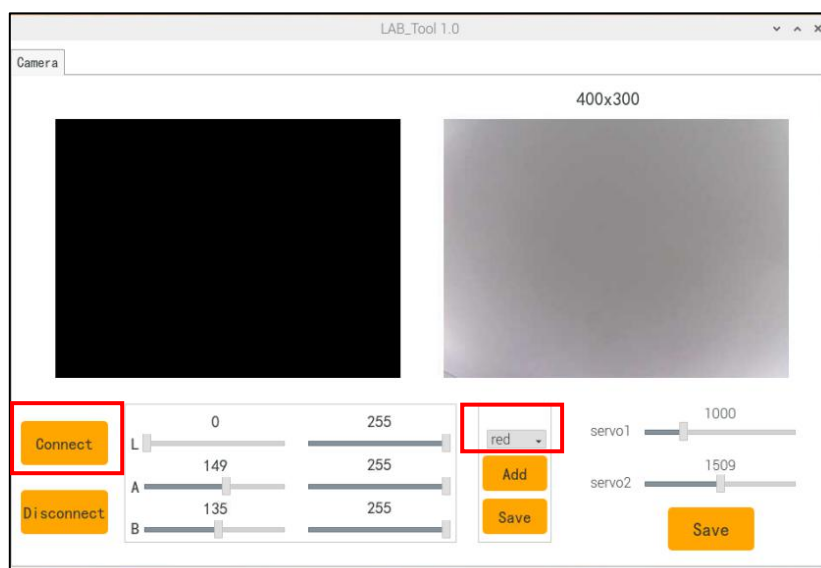 LAB_Tool 1.0
Camera
400x300
Connect
Disconnect
L
0
255
A
149
255
B
135
255
red
Add
Save
servo1
1000
servo2
1509
Save